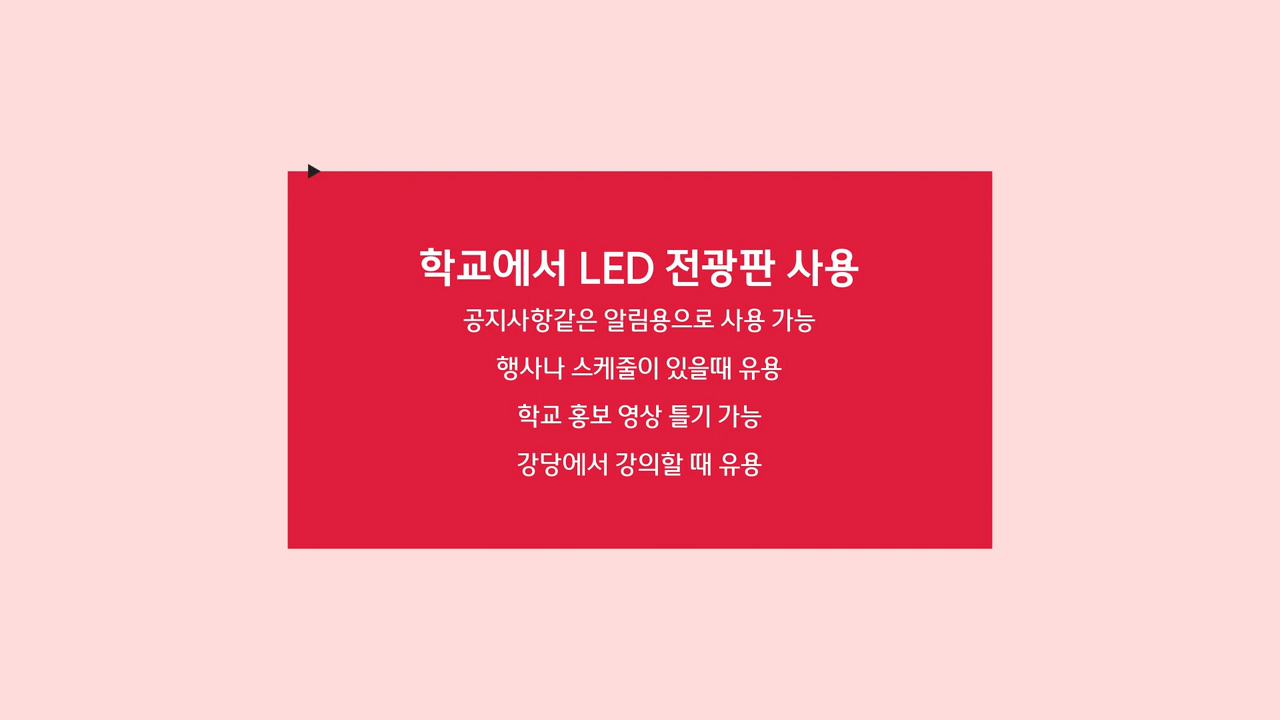 학교에서 LED 전광판 사용
공지사항같은 알림용으로 사용 가능
행사나 스케줄이 있을때 유용
학교 홍보 영상 틀기 가능
강당에서 강의할 때 유용